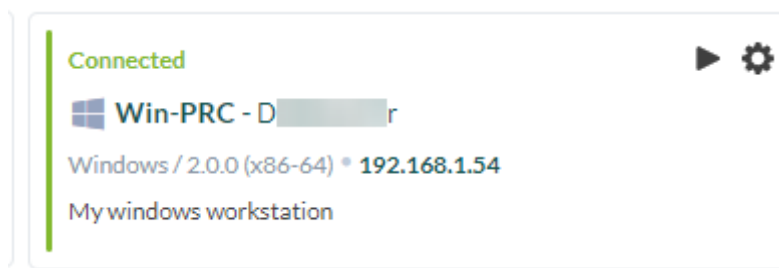 Connected
Win-PRC - D r
Windows / 2.0.0 (x86-64) • 192.168.1.54
My windows workstation